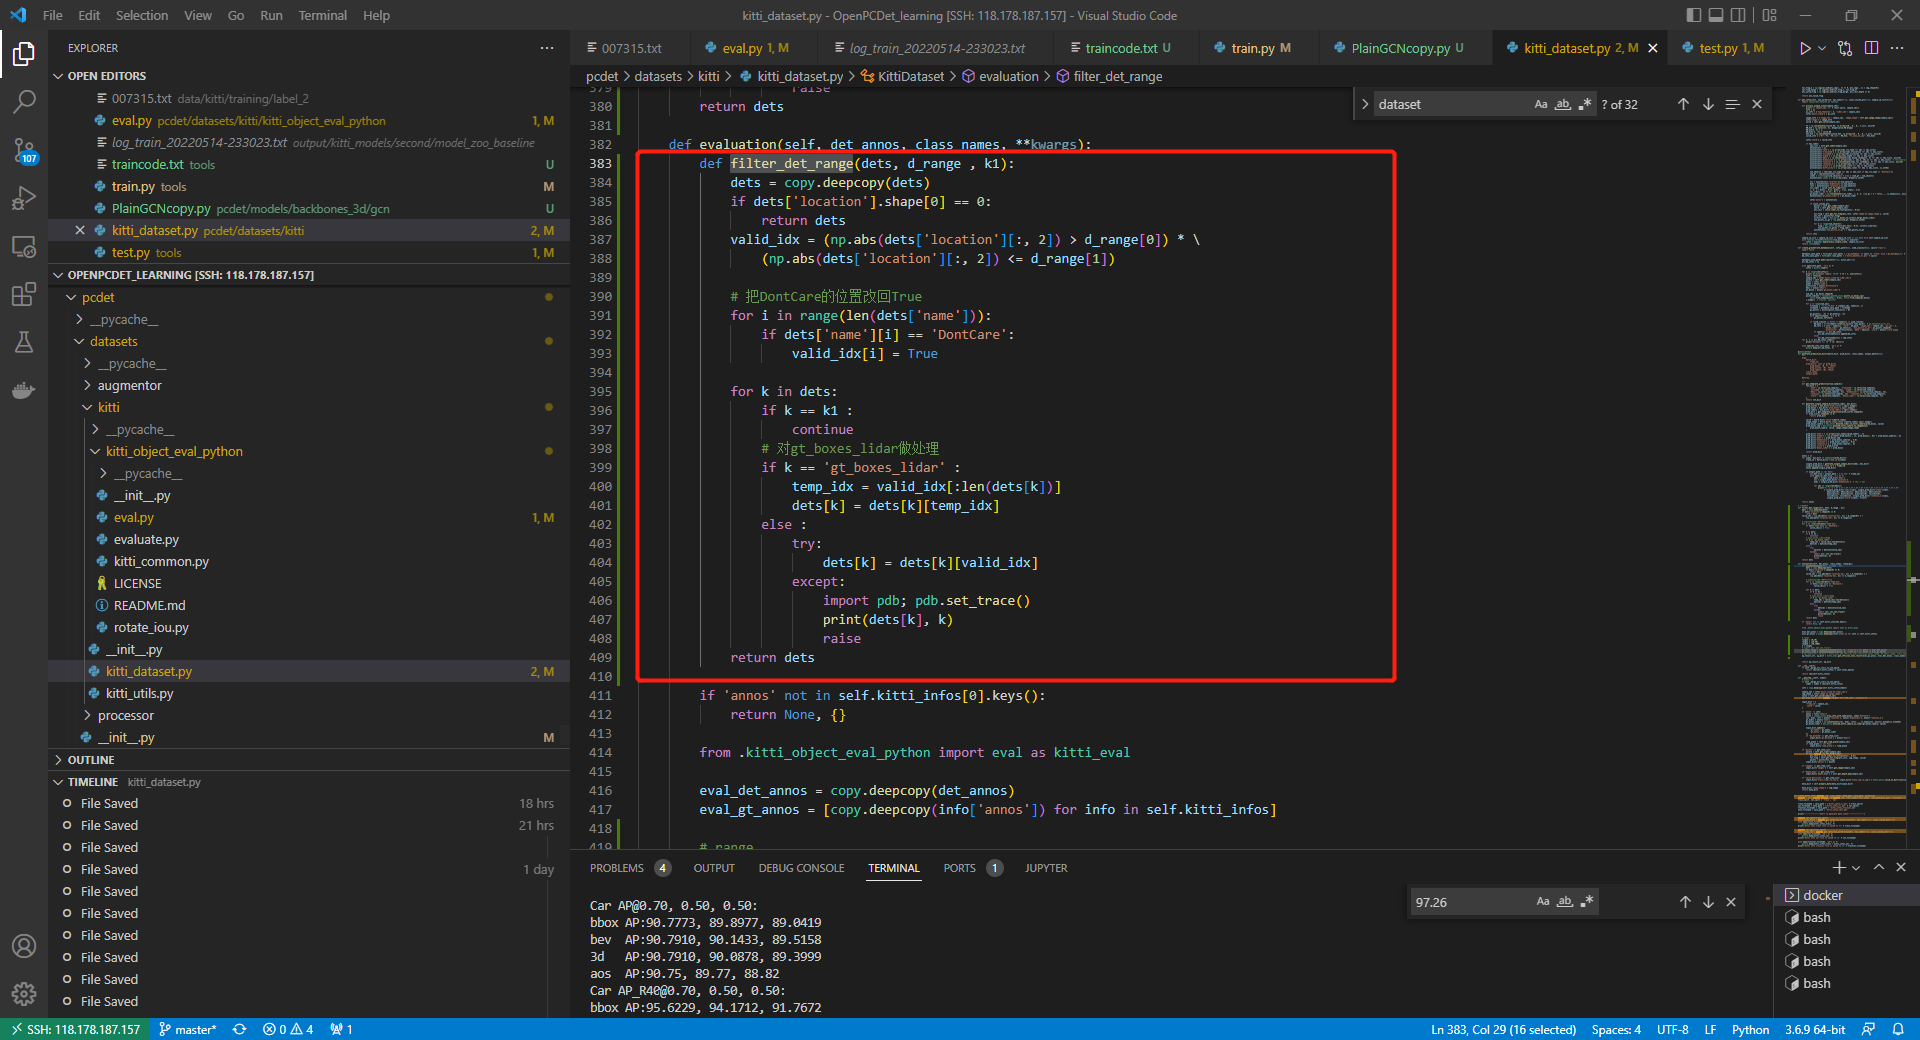 File Edit Selection View Go Run Terminal Help
kitti_dataset.py - OpenPCDet_learning [SSH: 118.178.187.157] - Visual Studio Code
EXPLORER
OPEN EDITORS
007315.txt data/kitti/training/label_2
eval.py pcdet/datasets/kitti/kitti_object_eval_python 1, M
log_train_20220514-233023.txt output/kitti_models/second/model_zoo_baseline
traincode.txt tools U
train.py tools M
PlainGCNcopy.py pcdet/models/backbones_3d/gcn U
kitti_dataset.py pcdet/datasets/kitti 2, M
test.py tools 1, M
107
OPENPCDET_LEARNING [SSH: 118.178.187.157]
pcdet
__pycache__
datasets
__pycache__
augmentor
kitti
__pycache__
kitti_object_eval_python
__pycache__
__init__.py
eval.py 1, M
evaluate.py
kitti_common.py
LICENSE
README.md
rotate_iou.py
__init__.py
kitti_dataset.py 2, M
kitti_utils.py
processor
__init__.py M
OUTLINE
TIMELINE kitti_dataset.py
File Saved 18 hrs
File Saved 21 hrs
File Saved
File Saved 1 day
File Saved
File Saved
File Saved
File Saved
File Saved
File Saved
007315.txt eval.py 1, M log_train_20220514-233023.txt traincode.txt U train.py M PlainGCNcopy.py U kitti_dataset.py 2, M test.py 1, M
pcdet > datasets > kitti > kitti_dataset.py > KittiDataset > evaluation > filter_det_range
dataset Aa ab ? of 32
379 raise
380 return dets
381
382 def evaluation(self, det_annos, class_names, **kwargs):
383 def filter_det_range(dets, d_range , k1):
384 dets = copy.deepcopy(dets)
385 if dets['location'].shape[0] == 0:
386 return dets
387 valid_idx = (np.abs(dets['location'][:, 2]) > d_range[0]) * \
388 (np.abs(dets['location'][:, 2]) <= d_range[1])
389
390 # 把DontCare的位置改回True
391 for i in range(len(dets['name'])):
392 if dets['name'][i] == 'DontCare':
393 valid_idx[i] = True
394
395 for k in dets:
396 if k == k1 :
397 continue
398 # 对gt_boxes_lidar做处理
399 if k == 'gt_boxes_lidar' :
400 temp_idx = valid_idx[:len(dets[k])]
401 dets[k] = dets[k][temp_idx]
402 else :
403 try:
404 dets[k] = dets[k][valid_idx]
405 except:
406 import pdb; pdb.set_trace()
407 print(dets[k], k)
408 raise
409 return dets
410
411 if 'annos' not in self.kitti_infos[0].keys():
412 return None, {}
413
414 from .kitti_object_eval_python import eval as kitti_eval
415
416 eval_det_annos = copy.deepcopy(det_annos)
417 eval_gt_annos = [copy.deepcopy(info['annos']) for info in self.kitti_infos]
418
419 # range
PROBLEMS 4 OUTPUT DEBUG CONSOLE TERMINAL PORTS 1 JUPYTER
Car AP@0.70, 0.50, 0.50:
bbox AP:90.7773, 89.8977, 89.0419
bev AP:90.7910, 90.1433, 89.5158
3d AP:90.7910, 90.0878, 89.3999
aos AP:90.75, 89.77, 88.82
Car AP_R40@0.70, 0.50, 0.50:
bbox AP:95.6229, 94.1712, 91.7672
97.26 Aa ab
docker
bash
bash
bash
bash
SSH: 118.178.187.157 master* 0 4 1
Ln 383, Col 29 (16 selected) Spaces: 4 UTF-8 LF Python 3.6.9 64-bit